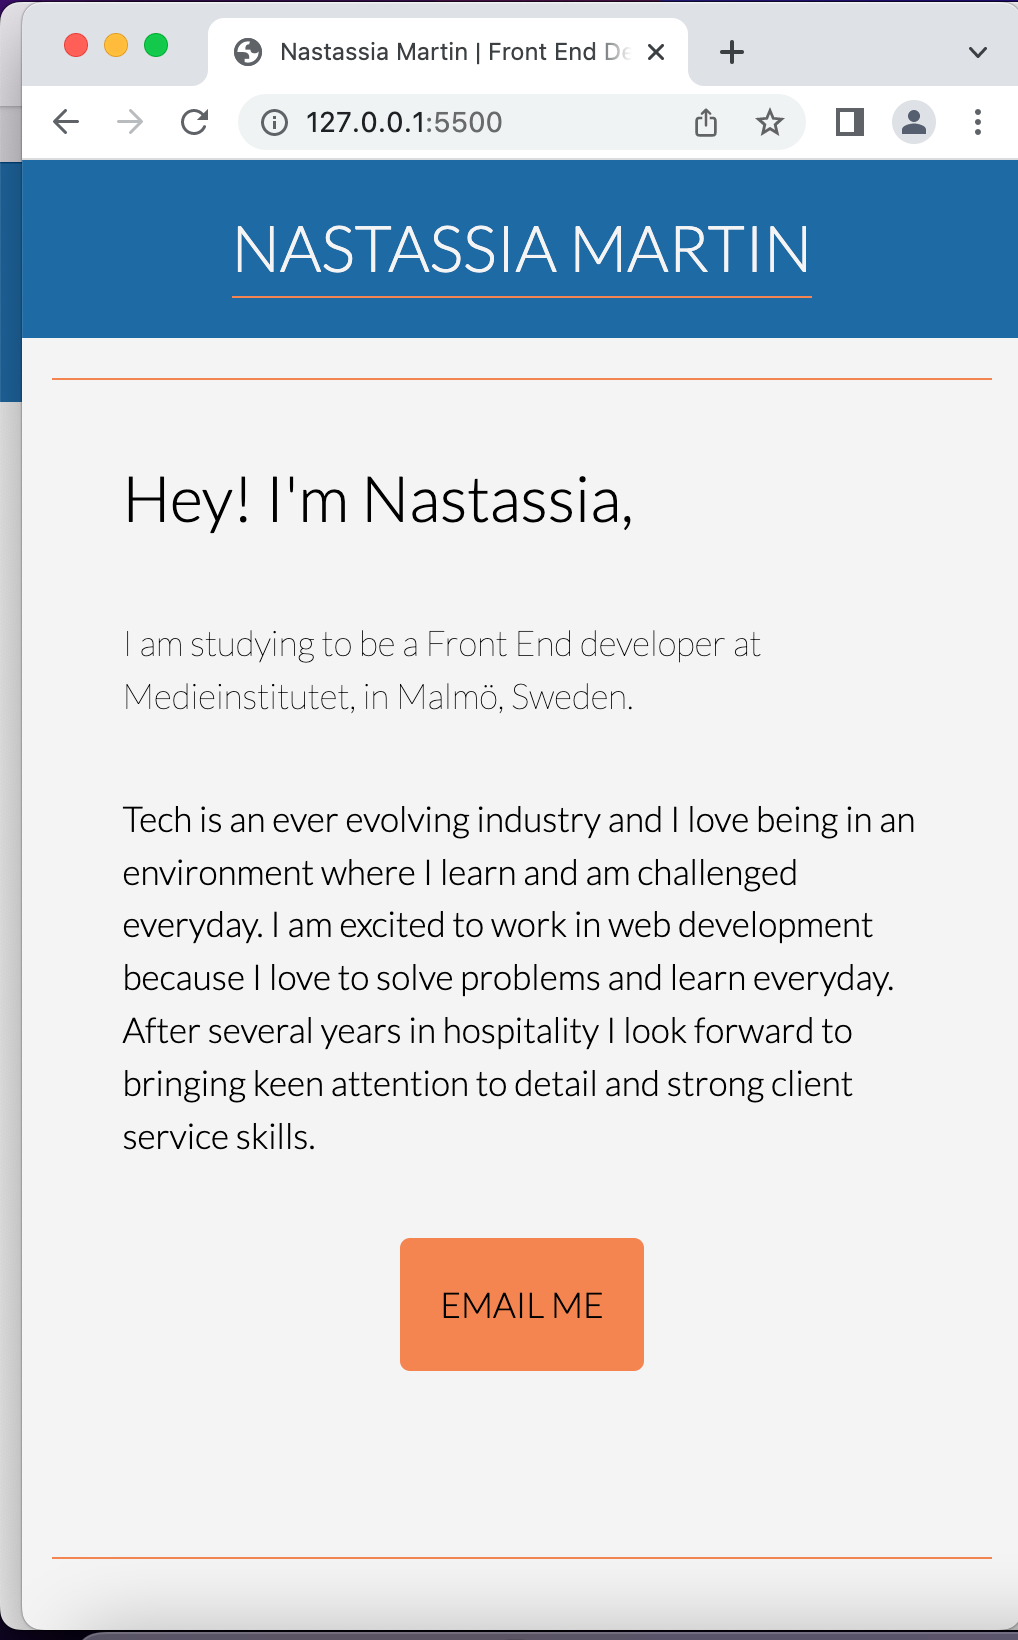 Nastassia Martin | Front End De
127.0.0.1:5500
NASTASSIA MARTIN
Hey! I'm Nastassia,
I am studying to be a Front End developer at
Medieinstitutet, in Malmö, Sweden.
Tech is an ever evolving industry and I love being in an
environment where I learn and am challenged
everyday. I am excited to work in web development
because I love to solve problems and learn everyday.
After several years in hospitality I look forward to
bringing keen attention to detail and strong client
service skills.
EMAIL ME